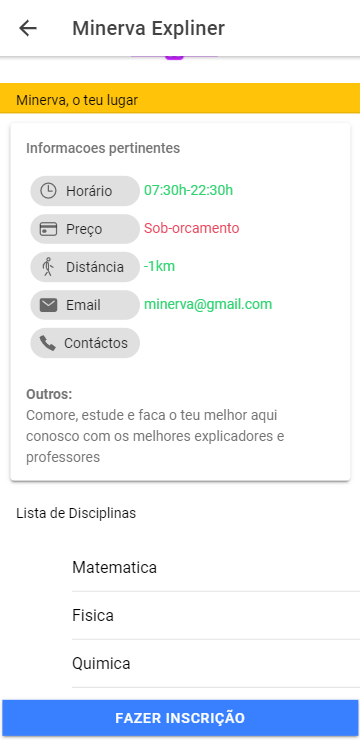 Minerva Expliner
Minerva, o teu lugar
Informacoes pertinentes
Horário 07:30h-22:30h
Preço Sob-orcamento
Distáncia -1km
Email minerva@gmail.com
Contáctos
Outros:
Comore, estude e faca o teu melhor aqui
conosco com os melhores explicadores e
professores
Lista de Disciplinas
Matematica
Fisica
Quimica
FAZER INSCRIÇÃO